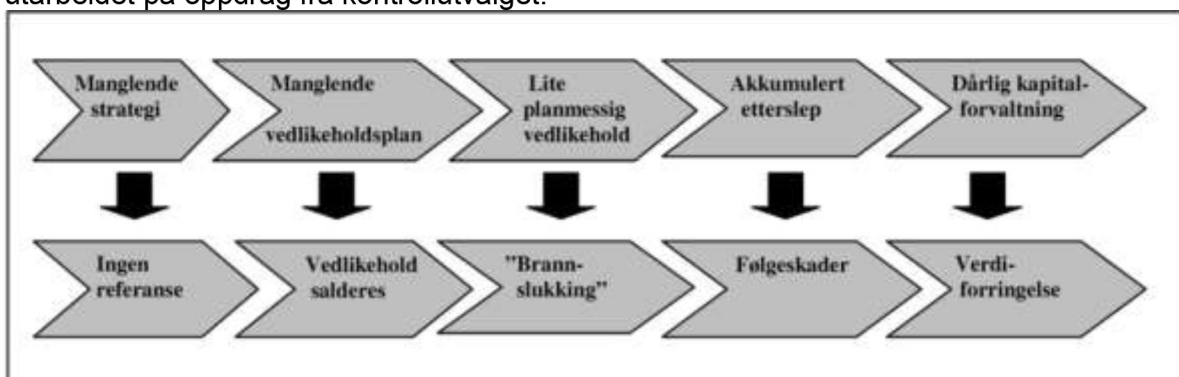 utarbeidet på oppdrag fra kontrollutvalget.
Manglende
strategi
Manglende
vedlikeholdsplan
Lite
planmessig
vedlikehold
Akkumulert
etterslep
Dårlig kapital-
forvaltning
Ingen
referanse
Vedlikehold
salderes
”Brann-
slukking”
Følgeskader
Verdi-
forringelse